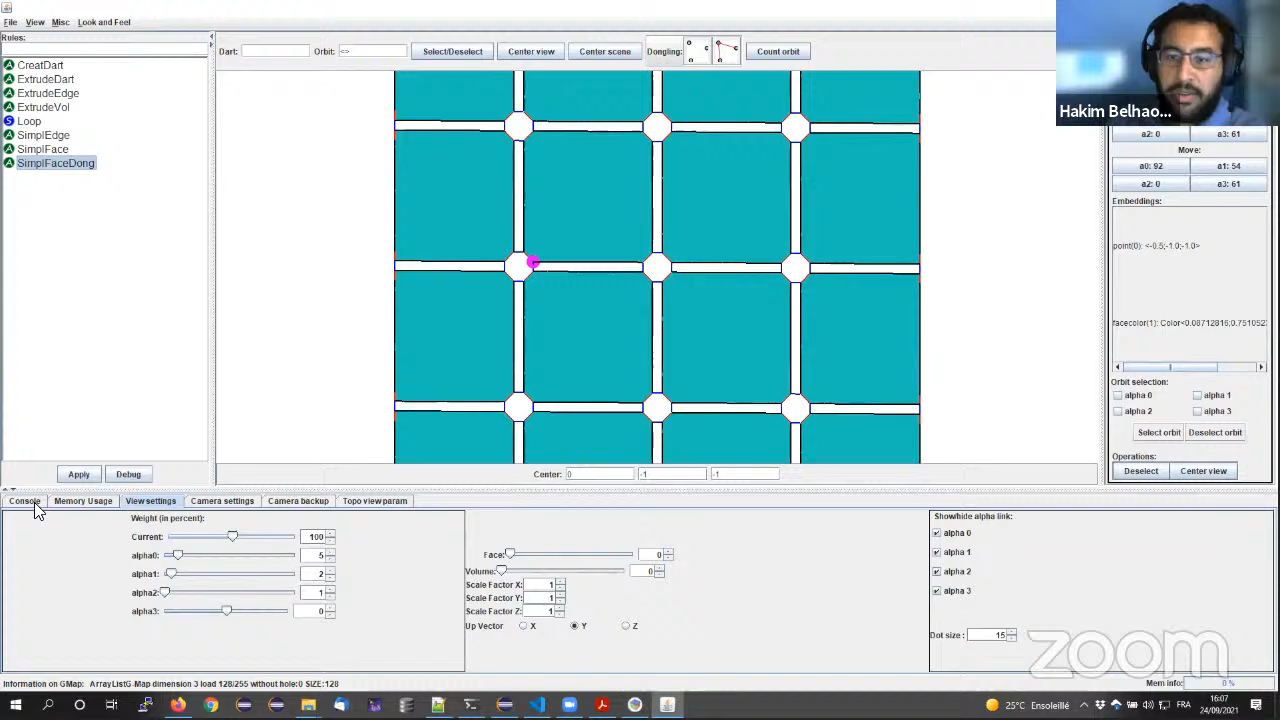 File View Misc Look and Feel
Rules:
CreatDart
ExtrudeDart
ExtrudeEdge
ExtrudeVol
Loop
SimplEdge
SimplFace
SimplFaceDong
Apply Debug
Dart: Orbit: <> Select/Deselect Center view Center scene Dongling: Count orbit
Hakim Belhao...
a2: 0 a3: 61
Move:
a0: 92 a1: 54
a2: 0 a3: 61
Embeddings:
point(0): <-0.5;-1.0;-1.0>
facecolor(1): Color<0.08712816;0.7510523
Orbit selection:
alpha 0 alpha 1
alpha 2 alpha 3
Select orbit Deselect orbit
Operations:
Deselect Center view
Center: 0 -1 -1
Console Memory Usage View settings Camera settings Camera backup Topo view param
Weight (in percent):
Current: 100
alpha0: 5
alpha1: 2
alpha2: 1
alpha3: 0
Face: 0
Volume: 0
Scale Factor X: 1
Scale Factor Y: 1
Scale Factor Z: 1
Up Vector X Y Z
Show/hide alpha link:
alpha 0
alpha 1
alpha 2
alpha 3
Dot size : 15
zoom
Information on GMap: ArrayListG-Map dimension 3 load 128/255 without hole:0 SIZE:128
Mem info: 0 %
25°C Ensoleillé FRA 16:07
24/09/2021